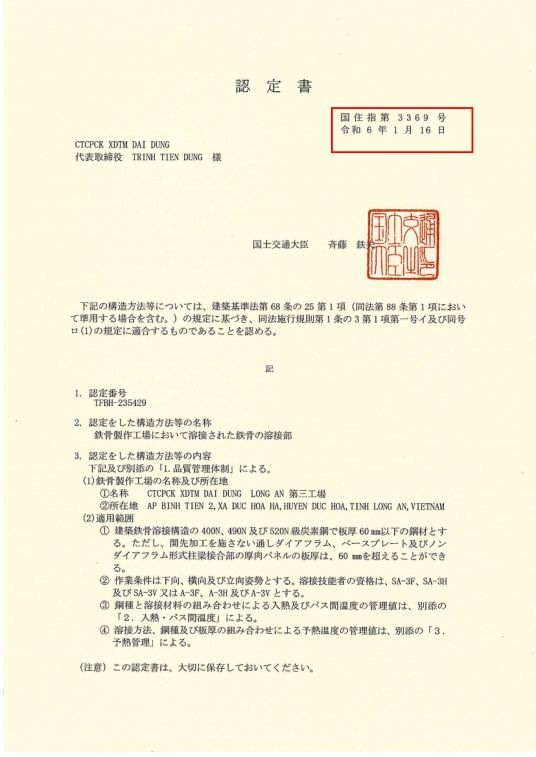 認 定 書
国住指第 3369 号
令和 6 年 1 月 16 日
CTCPCK XDTM DAI DUNG
代表取締役　TRINH TIEN DUNG　様
国土交通大臣　　斉藤　鉄夫
下記の構造方法等については、建築基準法第 68 条の 25 第 1 項（同法第 88 条第 1 項におい
て準用する場合を含む。）の規定に基づき、同法施行規則第 1 条の 3 第 1 項第一号イ及び同号
ロ(1)の規定に適合するものであることを認める。
記
1. 認定番号
TFBH-235429
2. 認定をした構造方法等の名称
鉄骨製作工場において溶接された鉄骨の溶接部
3. 認定をした構造方法等の内容
下記及び別添の「1.品質管理体制」による。
(1)鉄骨製作工場の名称及び所在地
①名称　　CTCPCK XDTM DAI DUNG　LONG AN 第三工場
②所在地　AP BINH TIEN 2,XA DUC HOA HA,HUYEN DUC HOA,TINH LONG AN,VIETNAM
(2)適用範囲
① 建築鉄骨溶接構造の 400N、490N 及び 520N 級炭素鋼で板厚 60 ㎜以下の鋼材とす
る。ただし、開先加工を施さない通しダイアフラム、ベースプレート及びノン
ダイアフラム形式柱梁接合部の厚肉パネルの板厚は、60 ㎜を超えることができ
る。
② 作業条件は下向、横向及び立向姿勢とする。溶接技能者の資格は、SA-3F、SA-3H
及び SA-3V 又は A-3F、A-3H 及び A-3V とする。
③ 鋼種と溶接材料の組み合わせによる入熱及びパス間温度の管理値は、別添の
「２．入熱・パス間温度」による。
④ 溶接方法、鋼種及び板厚の組み合わせによる予熱温度の管理値は、別添の「３．
予熱管理」による。
（注意）この認定書は、大切に保存しておいてください。